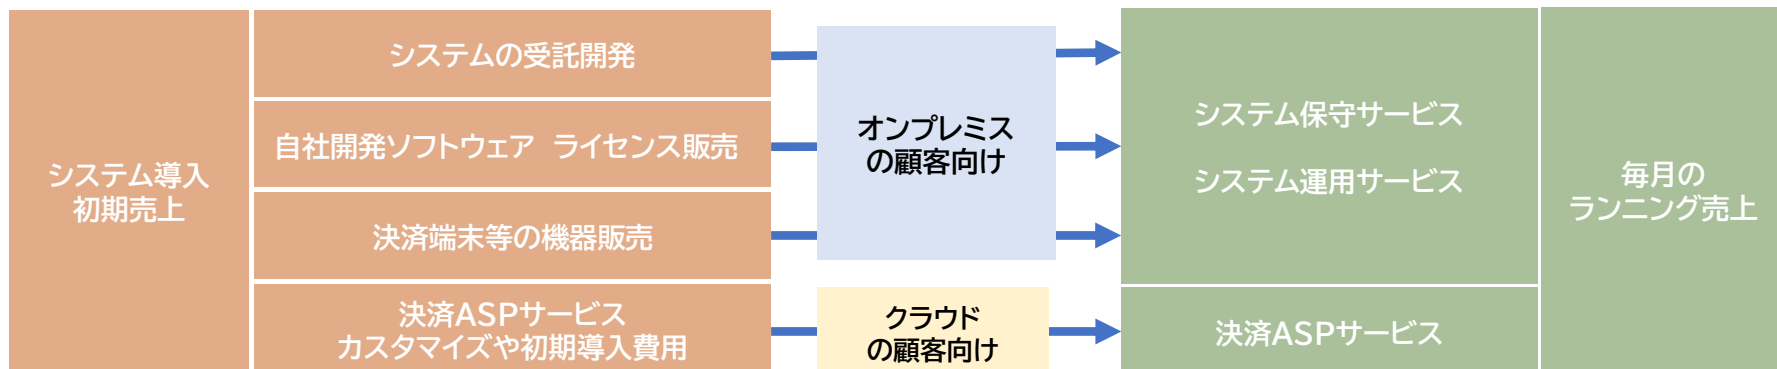 システム導入
初期売上
システムの受託開発
自社開発ソフトウェア　ライセンス販売
決済端末等の機器販売
決済ASPサービス
カスタマイズや初期導入費用
オンプレミス
の顧客向け
クラウド
の顧客向け
システム保守サービス
システム運用サービス
決済ASPサービス
毎月の
ランニング売上